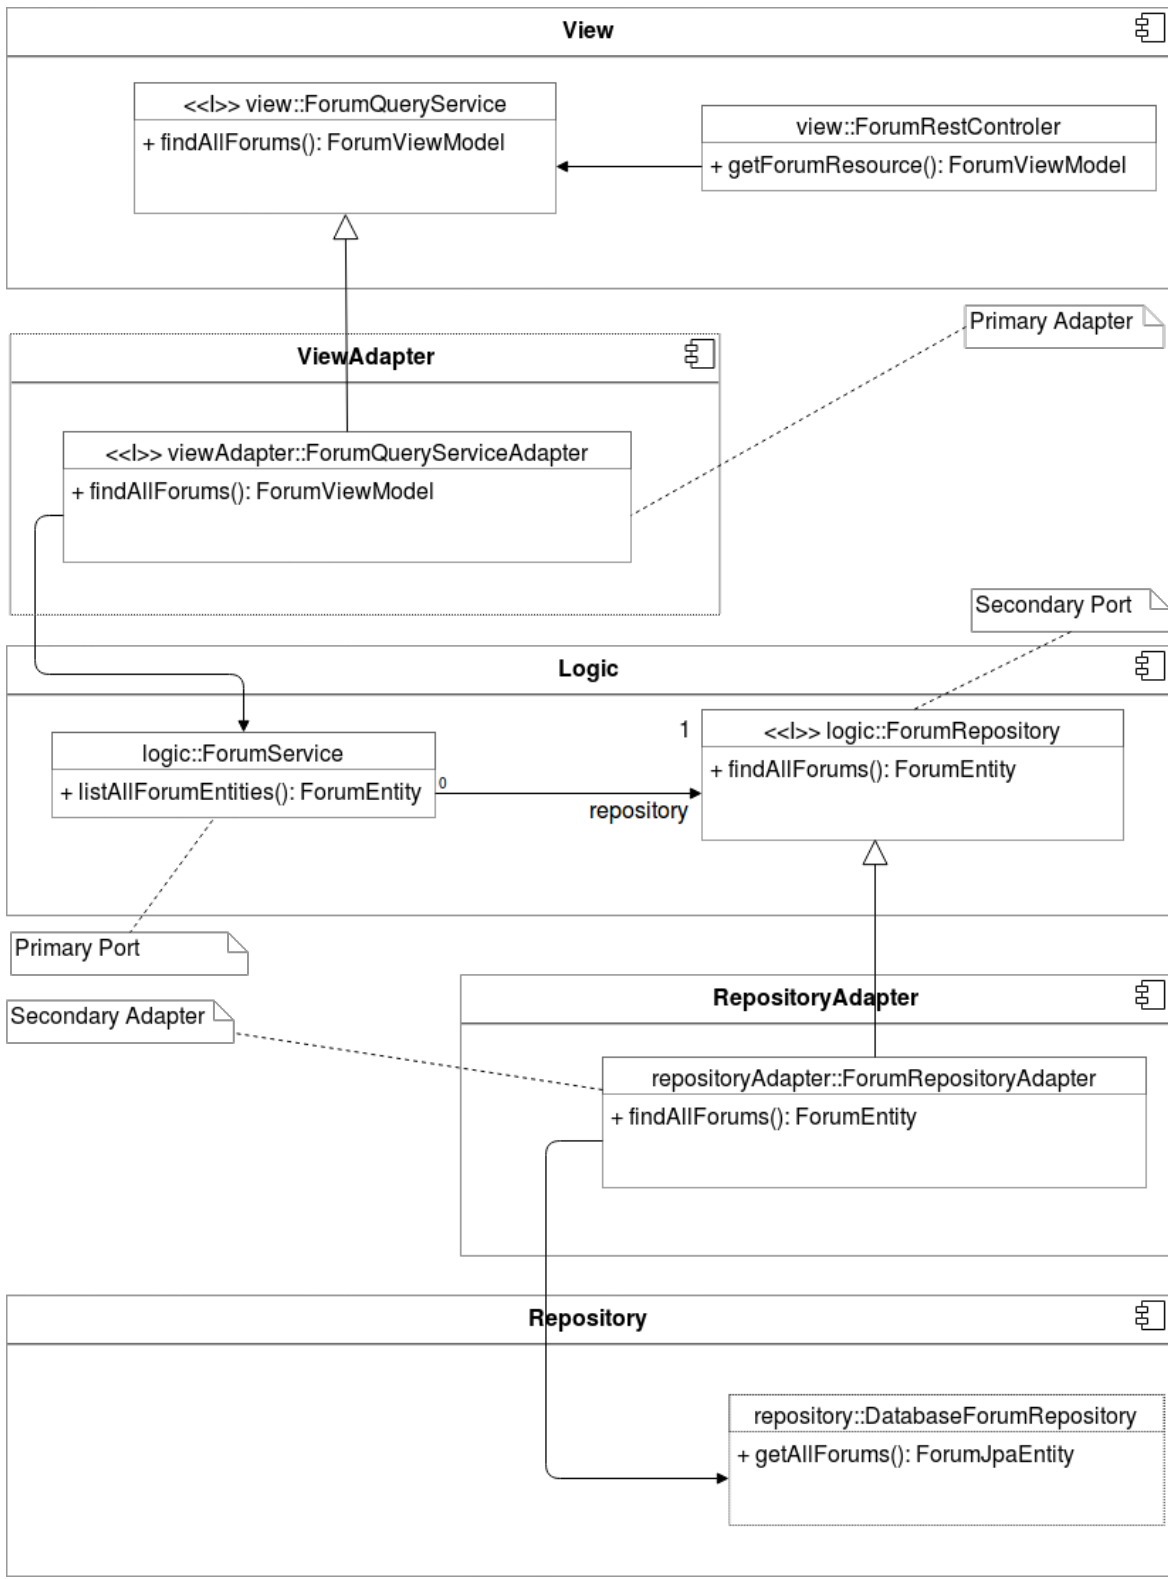 View
<<I>> view::ForumQueryService
+ findAllForums(): ForumViewModel
view::ForumRestControler
+ getForumResource(): ForumViewModel
Primary Adapter
ViewAdapter
<<I>> viewAdapter::ForumQueryServiceAdapter
+ findAllForums(): ForumViewModel
Secondary Port
Logic
logic::ForumService
+ listAllForumEntities(): ForumEntity
0
1
repository
<<I>> logic::ForumRepository
+ findAllForums(): ForumEntity
Primary Port
Secondary Adapter
RepositoryAdapter
repositoryAdapter::ForumRepositoryAdapter
+ findAllForums(): ForumEntity
Repository
repository::DatabaseForumRepository
+ getAllForums(): ForumJpaEntity